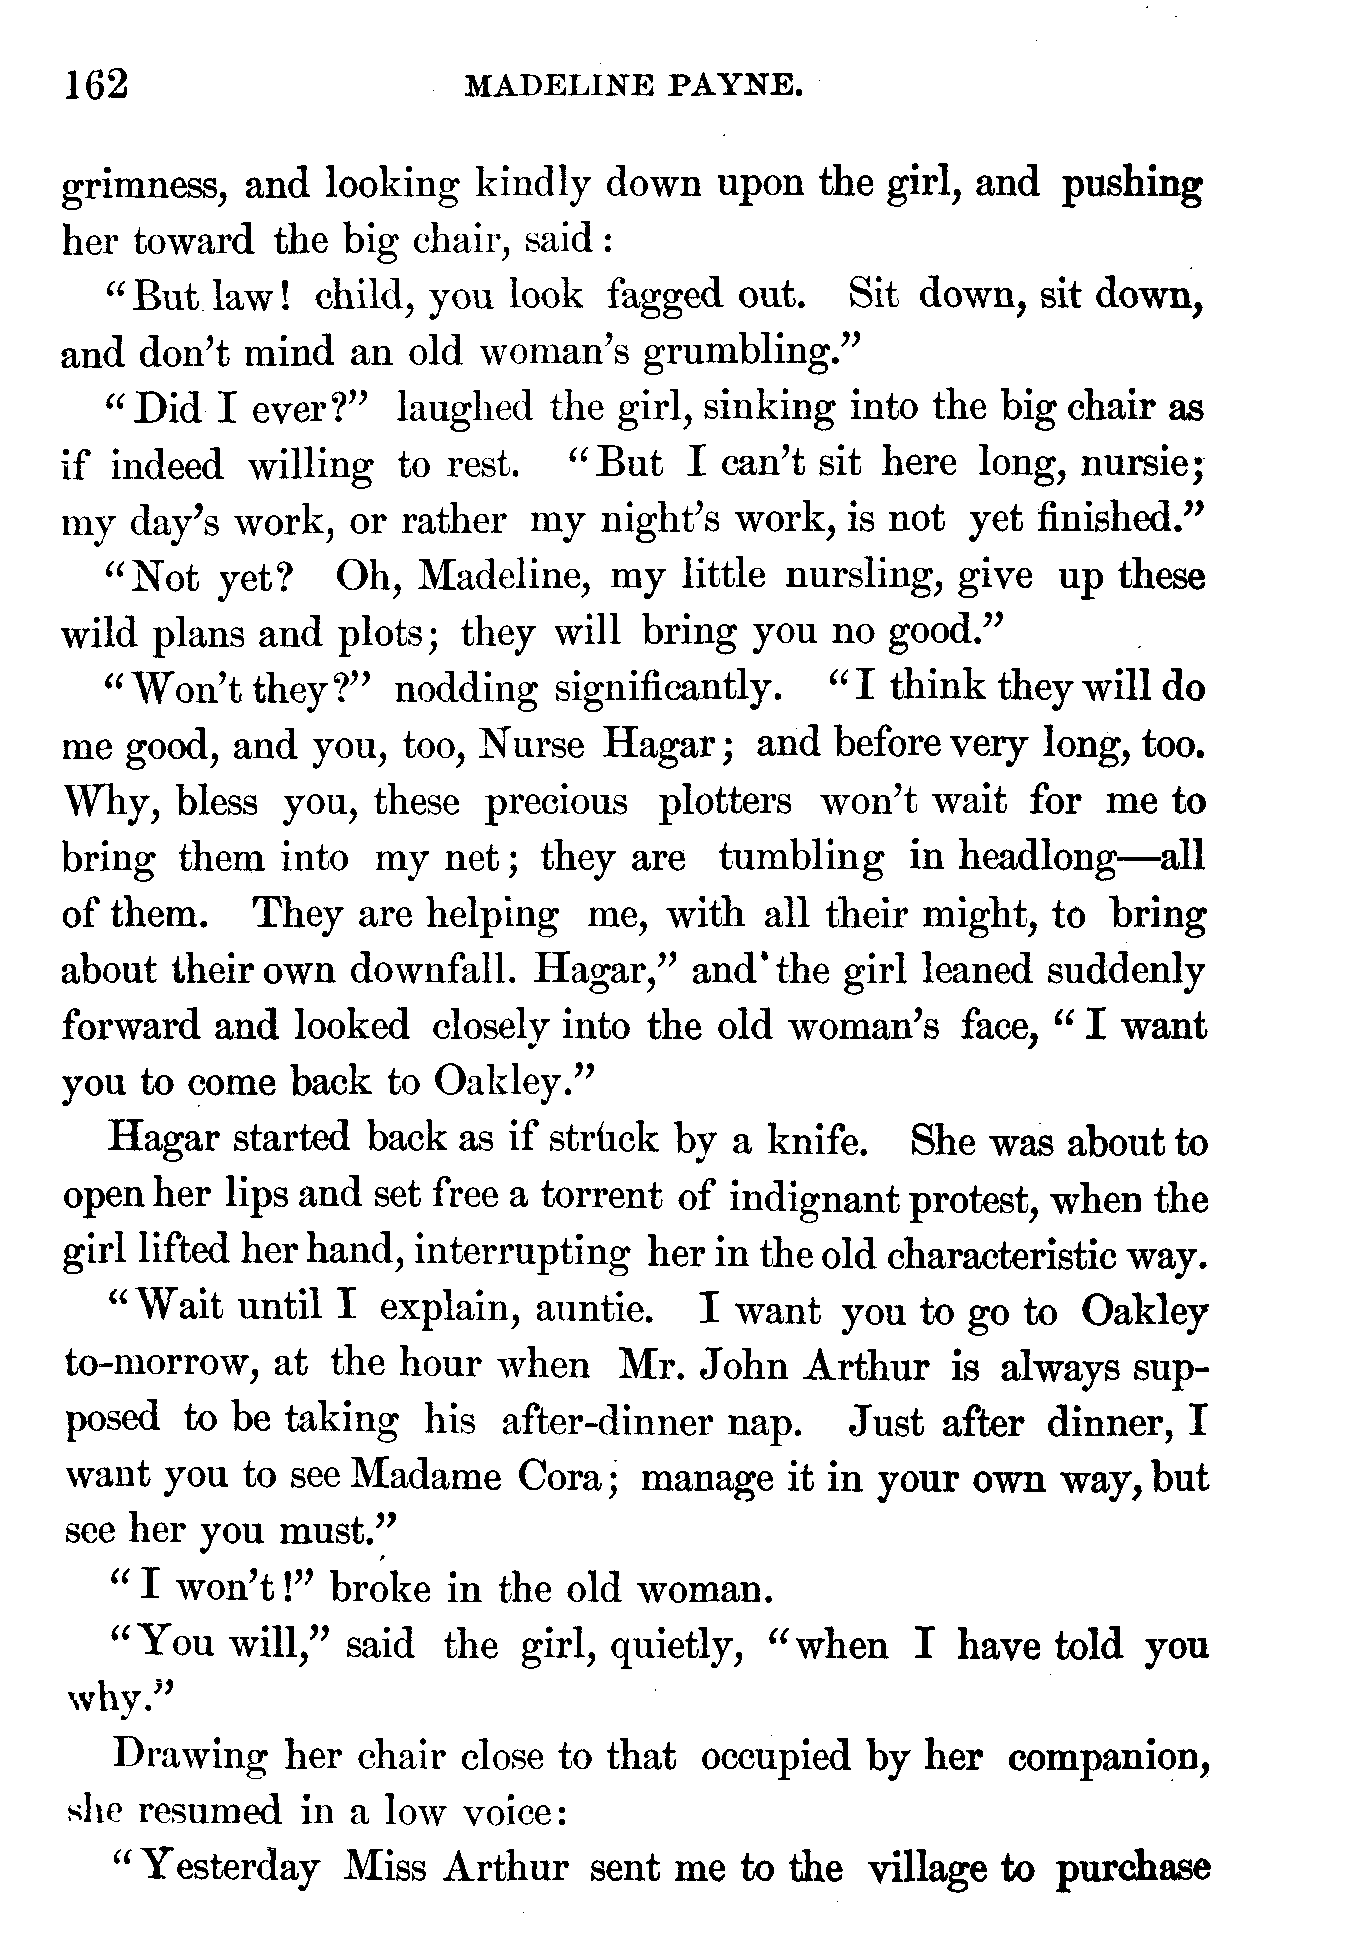 162 MADELINE PAYNE.
grimness, and looking kindly down upon the girl, and pushing
her toward the big chair, said:
"But law! child, you look fagged out. Sit down, sit down,
and don't mind an old woman's grumbling."
"Did I ever?" laughed the girl, sinking into the big chair as
if indeed willing to rest. "But I can't sit here long, nursie;
my day's work, or rather my night's work, is not yet finished."
"Not yet? Oh, Madeline, my little nursling, give up these
wild plans and plots; they will bring you no good."
"Won't they?" nodding significantly. "I think they will do
me good, and you, too, Nurse Hagar; and before very long, too.
Why, bless you, these precious plotters won't wait for me to
bring them into my net; they are tumbling in headlong—all
of them. They are helping me, with all their might, to bring
about their own downfall. Hagar," and the girl leaned suddenly
forward and looked closely into the old woman's face, "I want
you to come back to Oakley."
Hagar started back as if struck by a knife. She was about to
open her lips and set free a torrent of indignant protest, when the
girl lifted her hand, interrupting her in the old characteristic way.
"Wait until I explain, auntie. I want you to go to Oakley
to-morrow, at the hour when Mr. John Arthur is always sup-
posed to be taking his after-dinner nap. Just after dinner, I
want you to see Madame Cora; manage it in your own way, but
see her you must."
"I won't!" broke in the old woman.
"You will," said the girl, quietly, "when I have told you
why."
Drawing her chair close to that occupied by her companion,
she resumed in a low voice:
"Yesterday Miss Arthur sent me to the village to purchase